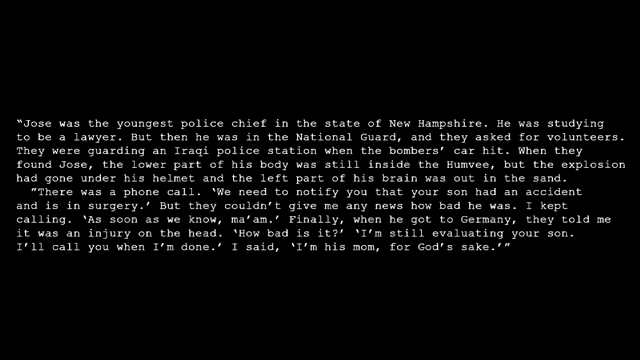 “Jose was the youngest police chief in the state of New Hampshire. He was studying
to be a lawyer. But then he was in the National Guard, and they asked for volunteers.
They were guarding an Iraqi police station when the bombers’ car hit. When they
found Jose, the lower part of his body was still inside the Humvee, but the explosion
had gone under his helmet and the left part of his brain was out in the sand.
”There was a phone call. ‘We need to notify you that your son had an accident
and is in surgery.’ But they couldn’t give me any news how bad he was. I kept
calling. ‘As soon as we know, ma’am.’ Finally, when he got to Germany, they told me
it was an injury on the head. ‘How bad is it?’ ‘I’m still evaluating your son.
I’ll call you when I’m done.’ I said, ‘I’m his mom, for God’s sake.’”